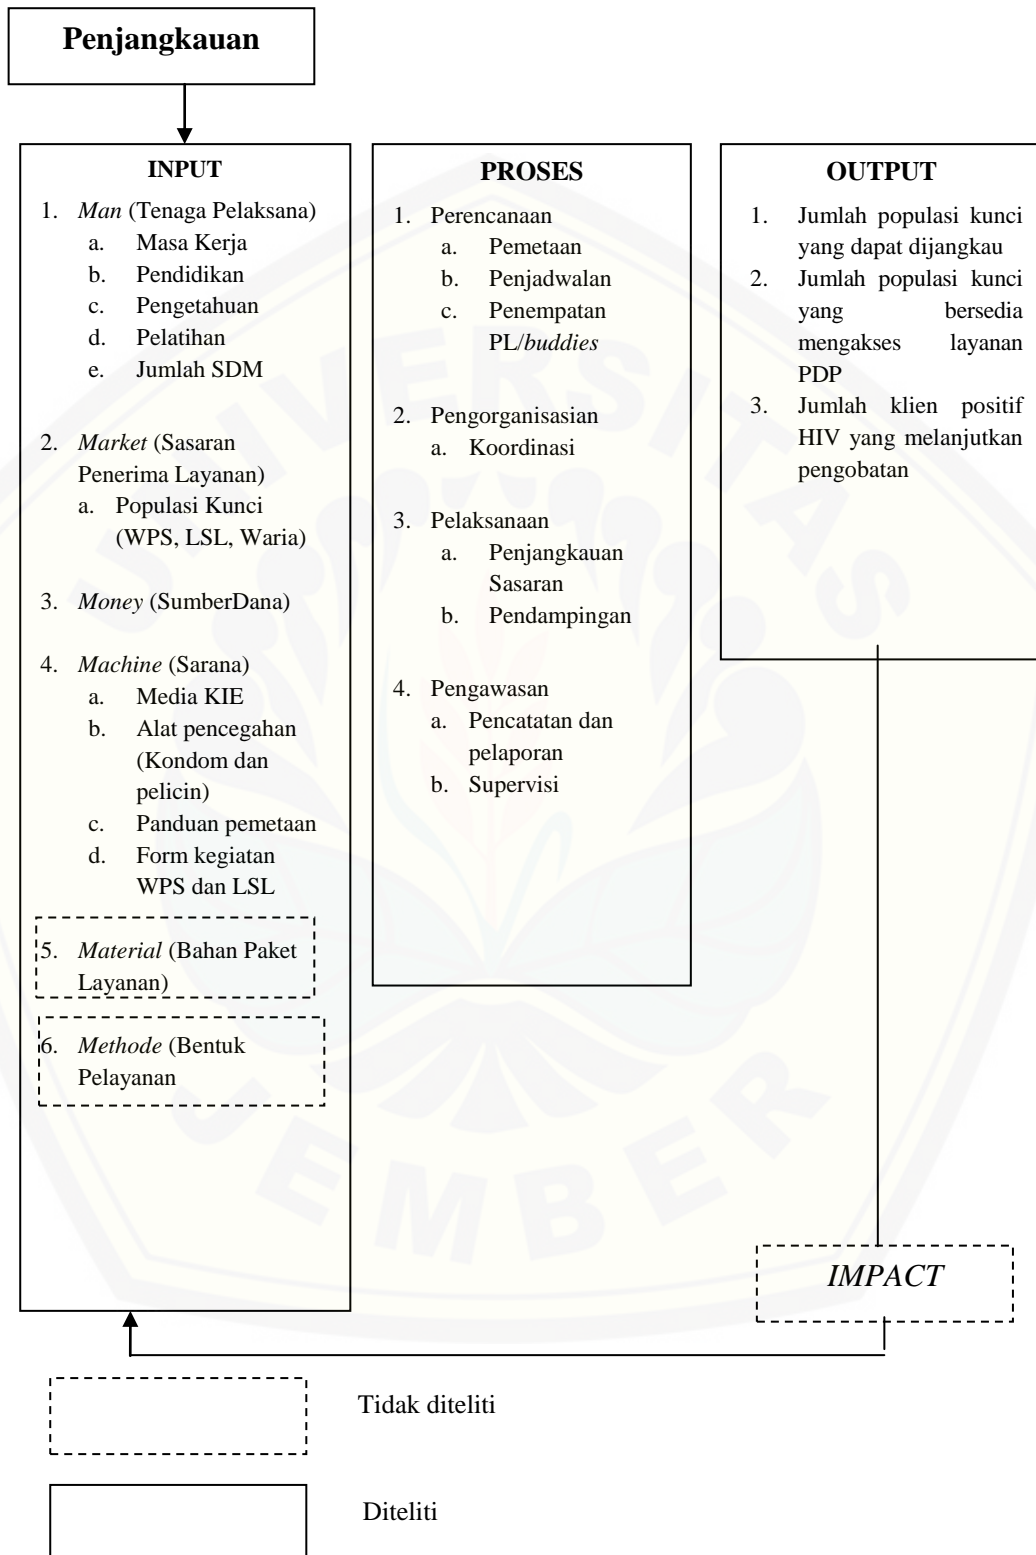 Penjangkauan
INPUT
1. Man (Tenaga Pelaksana)
a. Masa Kerja
b. Pendidikan
c. Pengetahuan
d. Pelatihan
e. Jumlah SDM
2. Market (Sasaran
Penerima Layanan)
a. Populasi Kunci
(WPS, LSL, Waria)
3. Money (SumberDana)
4. Machine (Sarana)
a. Media KIE
b. Alat pencegahan
(Kondom dan
pelicin)
c. Panduan pemetaan
d. Form kegiatan
WPS dan LSL
5. Material (Bahan Paket
Layanan)
6. Methode (Bentuk
Pelayanan
PROSES
1. Perencanaan
a. Pemetaan
b. Penjadwalan
c. Penempatan
PL/buddies
2. Pengorganisasian
a. Koordinasi
3. Pelaksanaan
a. Penjangkauan
Sasaran
b. Pendampingan
4. Pengawasan
a. Pencatatan dan
pelaporan
b. Supervisi
OUTPUT
1. Jumlah populasi kunci
yang dapat dijangkau
2. Jumlah populasi kunci
yang bersedia
mengakses layanan
PDP
3. Jumlah klien positif
HIV yang melanjutkan
pengobatan
IMPACT
Tidak diteliti
Diteliti
UNIVERSITAS
JEMBER